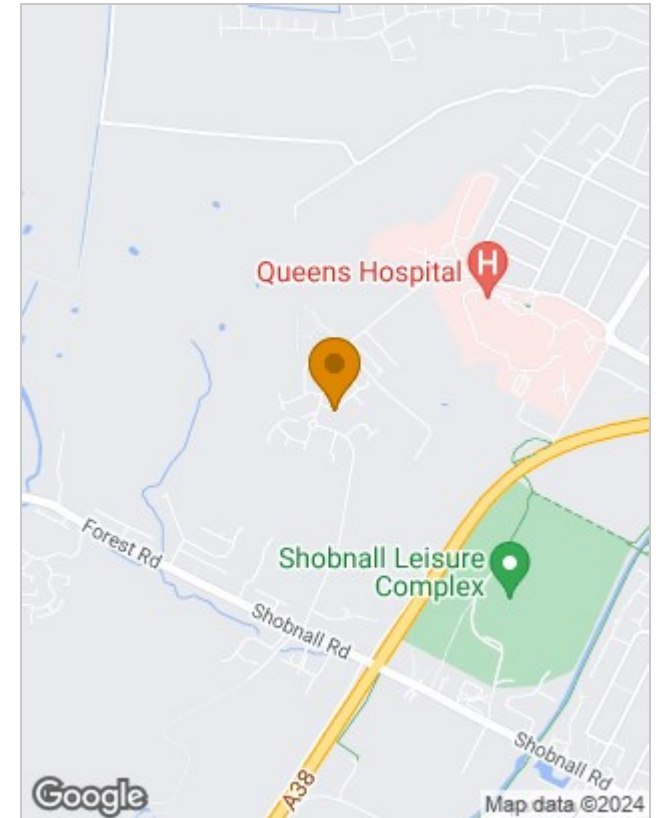 Queens Hospital
H
Forest Rd
Shobnall Leisure
Complex
Shobnall Rd
Shobnall Rd
A38
Google
Map data ©2024